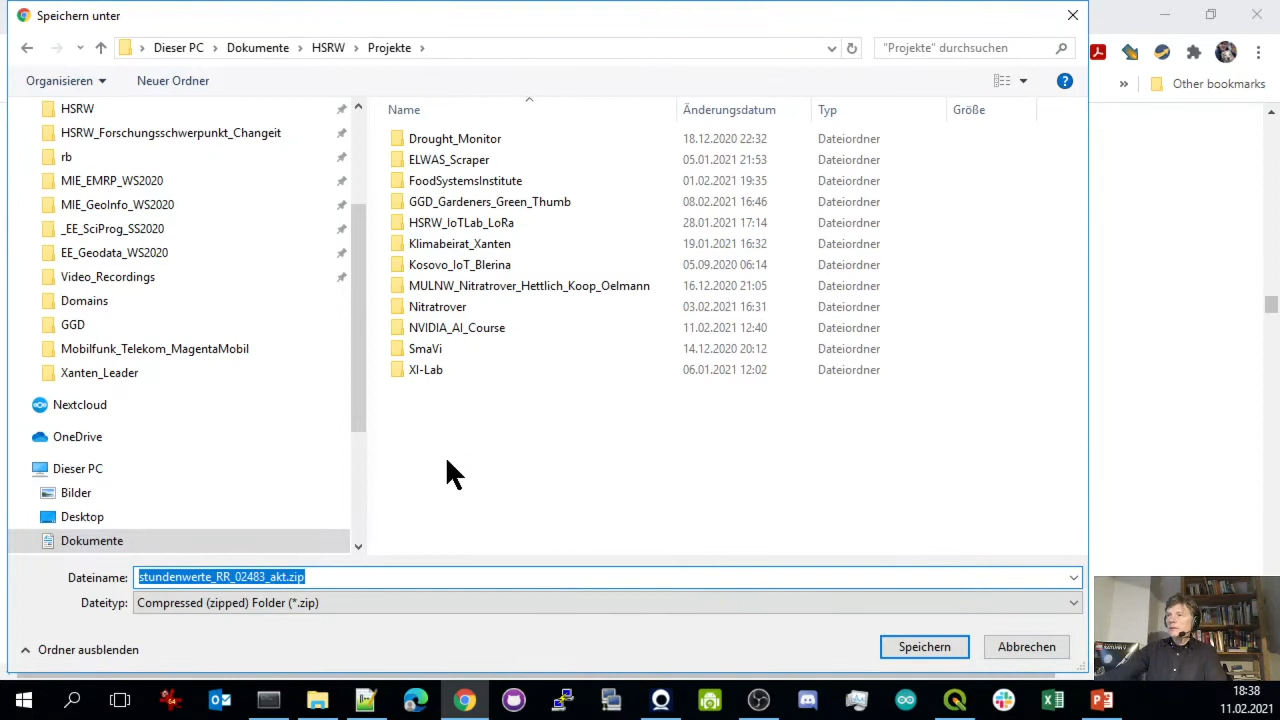 Speichern unter
Dieser PC > Dokumente > HSRW > Projekte >
"Projekte" durchsuchen
Organisieren
Neuer Ordner
»
Other bookmarks
HSRW
HSRW_Forschungsschwerpunkt_Changeit
rb
MIE_EMRP_WS2020
MIE_GeoInfo_WS2020
_EE_SciProg_SS2020
EE_Geodata_WS2020
Video_Recordings
Domains
GGD
Mobilfunk_Telekom_MagentaMobil
Xanten_Leader
Nextcloud
OneDrive
Dieser PC
Bilder
Desktop
Dokumente
Name Änderungsdatum Typ Größe
Drought_Monitor 18.12.2020 22:32 Dateiordner
ELWAS_Scraper 05.01.2021 21:53 Dateiordner
FoodSystemsInstitute 01.02.2021 19:35 Dateiordner
GGD_Gardeners_Green_Thumb 08.02.2021 16:46 Dateiordner
HSRW_IoTLab_LoRa 28.01.2021 17:14 Dateiordner
Klimabeirat_Xanten 19.01.2021 16:32 Dateiordner
Kosovo_IoT_Blerina 05.09.2020 06:14 Dateiordner
MULNW_Nitratrover_Hettlich_Koop_Oelmann 16.12.2020 21:05 Dateiordner
Nitratrover 03.02.2021 16:31 Dateiordner
NVIDIA_AI_Course 11.02.2021 12:40 Dateiordner
SmaVi 14.12.2020 20:12 Dateiordner
XI-Lab 06.01.2021 12:02 Dateiordner
Dateiname: stundenwerte_RR_02483_akt.zip
Dateityp: Compressed (zipped) Folder (*.zip)
Ordner ausblenden
Speichern
Abbrechen
18:38
11.02.2021